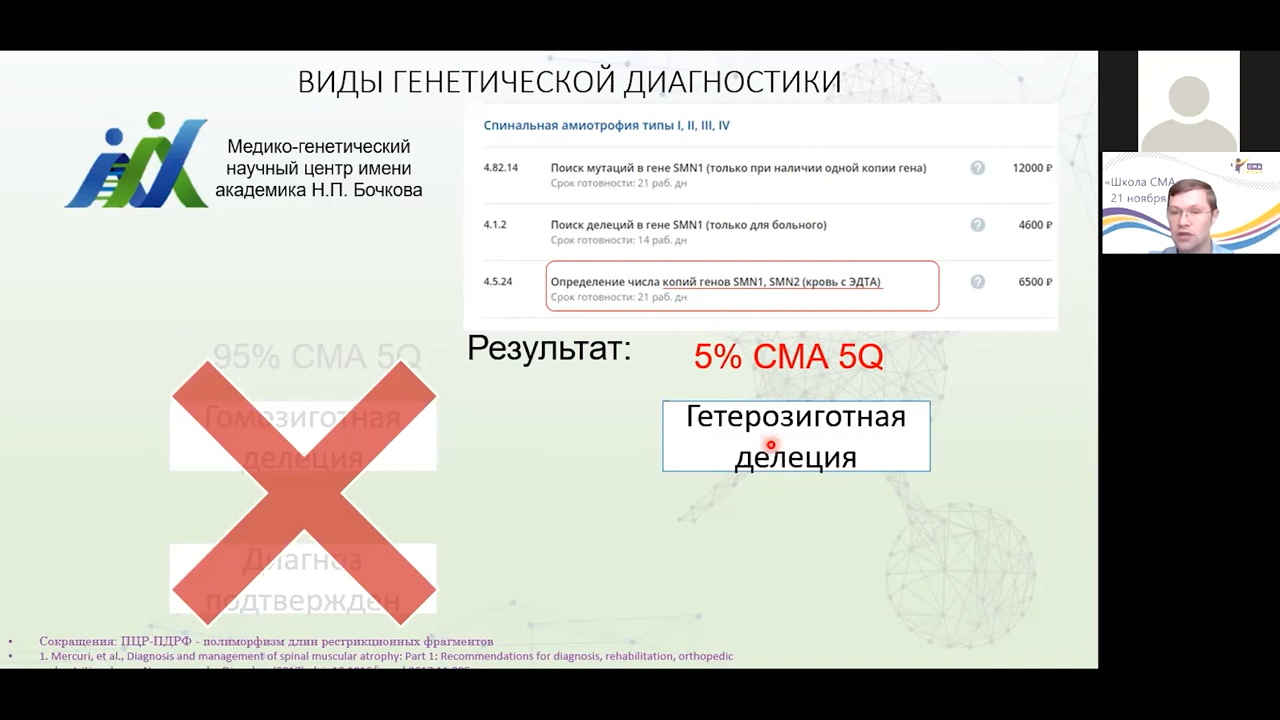 ВИДЫ ГЕНЕТИЧЕСКОЙ ДИАГНОСТИКИ
Медико-генетический
научный центр имени
академика Н.П. Бочкова
Спинальная амиотрофия типы I, II, III, IV
4.82.14 Поиск мутаций в гене SMN1 (только при наличии одной копии гена) ? 12000 ₽
Срок готовности: 21 раб. дн
4.1.2 Поиск делеций в гене SMN1 (только для больного) ? 4600 ₽
Срок готовности: 14 раб. дн
4.5.24 Определение числа копий генов SMN1, SMN2 (кровь с ЭДТА) ? 6500 ₽
Срок готовности: 21 раб. дн
«Школа СМА
21 ноября
СМА
95% СМА 5Q
Результат:
5% СМА 5Q
Гомозиготная
делеция
Гетерозиготная
делеция
Диагноз
подтвержден
• Сокращения: ПЦР-ПДРФ - полиморфизм длин рестрикционных фрагментов
• 1. Mercuri, et al., Diagnosis and management of spinal muscular atrophy: Part 1: Recommendations for diagnosis, rehabilitation, orthopedic